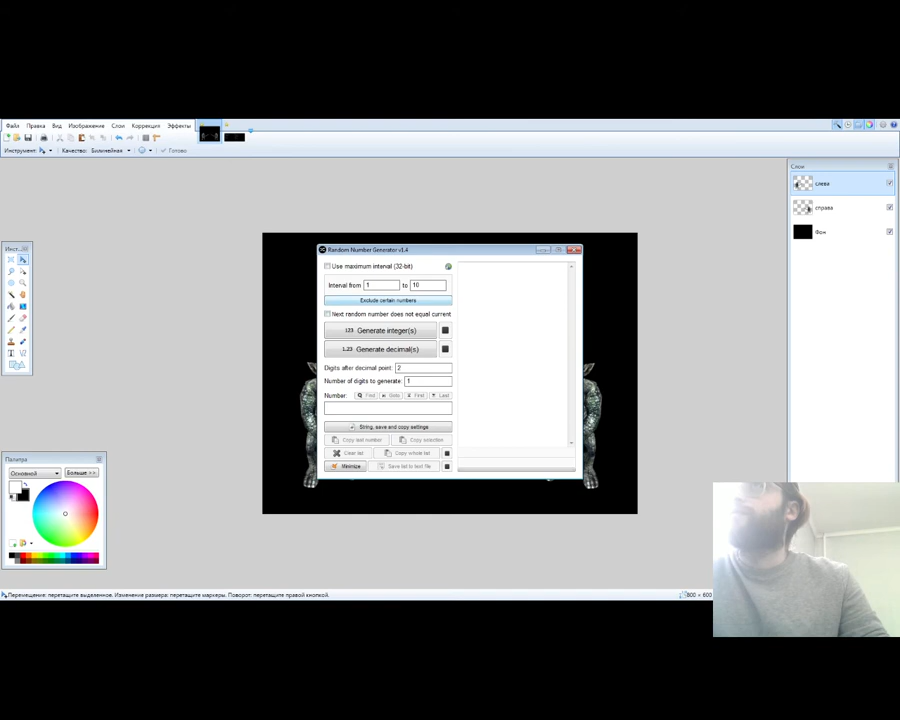 Файл Правка Вид Изображение Слои Коррекция Эффекты
Инструмент: Качество: Билинейная Готово
Слои
слева
справа
Фон
Инст...
Random Number Generator v1.4
Use maximum interval (32-bit)
Interval from 1 to 10
Exclude certain numbers
Next random number does not equal current
123 Generate integer(s)
1.23 Generate decimal(s)
Digits after decimal point: 2
Number of digits to generate: 1
Number: Find Goto First Last
String, save and copy settings
Copy last number Copy selection
Clear list Copy whole list
Minimize Save list to text file
Палитра
Основной Больше >>
Перемещение: перетащите выделенное. Изменение размера: перетащите маркеры. Поворот: перетащите правой кнопкой.
800 × 600